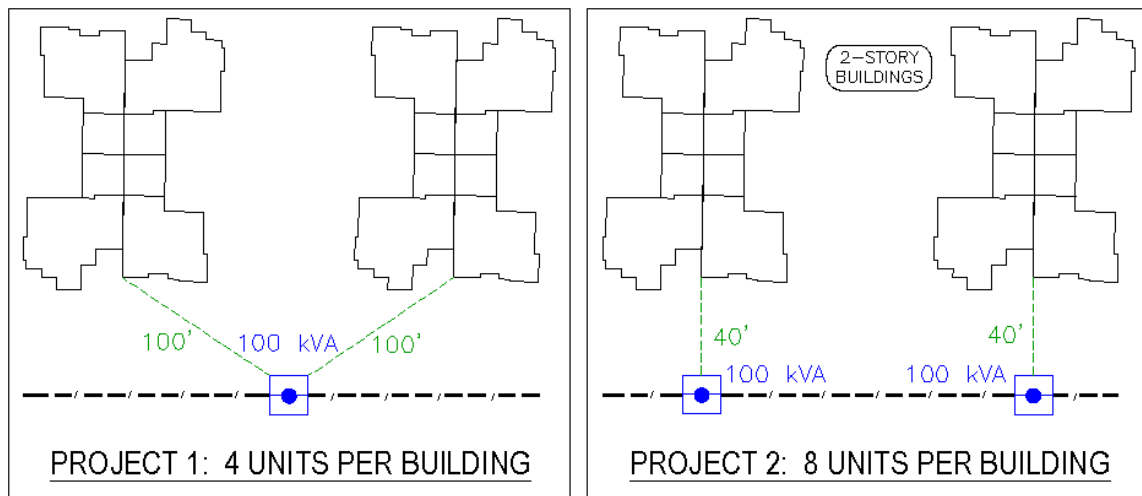 2-STORY
BUILDINGS
100'
100 kVA
100'
PROJECT 1: 4 UNITS PER BUILDING
40'
40'
100 kVA
100 kVA
PROJECT 2: 8 UNITS PER BUILDING